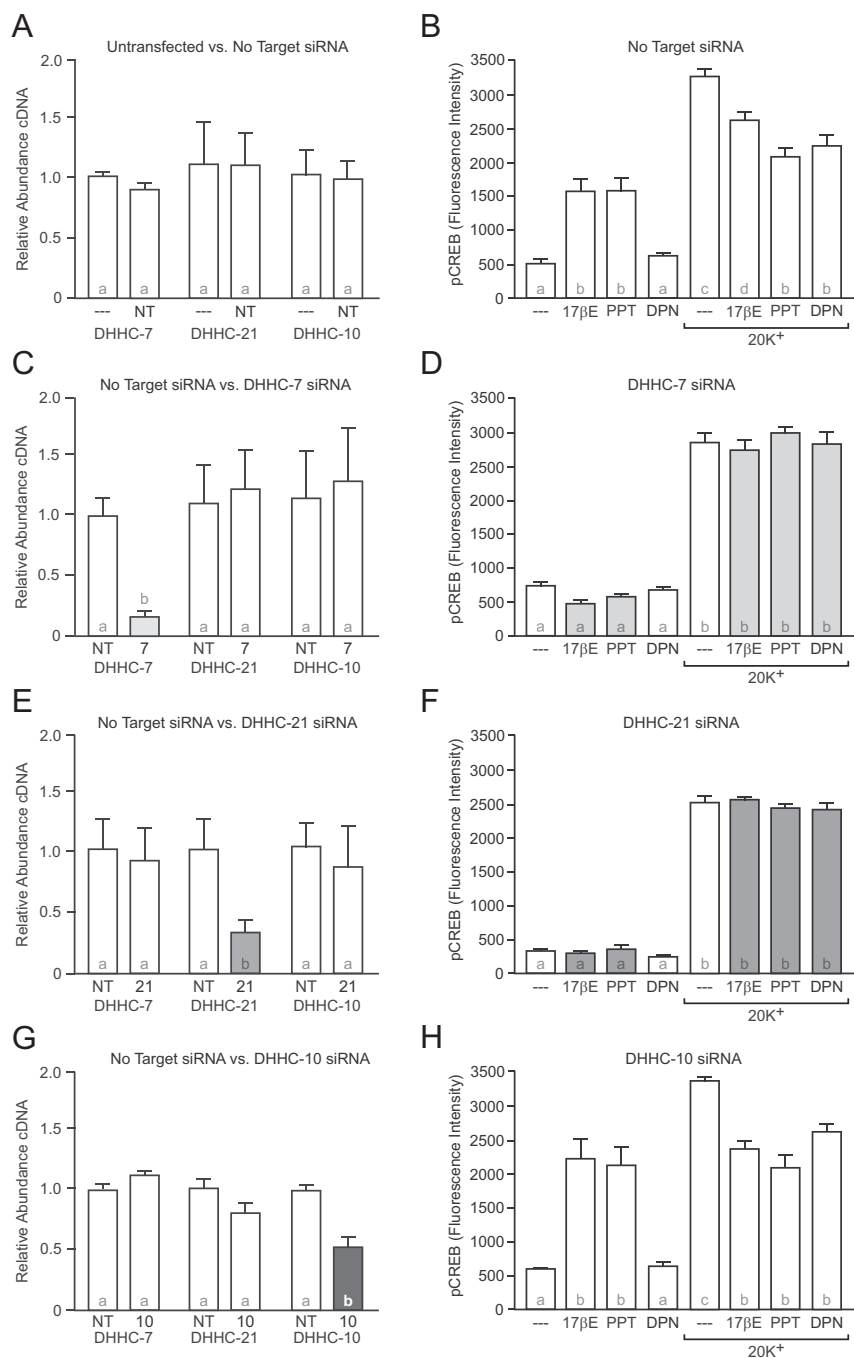 A
Untransfected vs. No Target siRNA
Relative Abundance cDNA
2.0
1.5
1.0
0.5
0
a a a a a a
--- NT --- NT --- NT
DHHC-7 DHHC-21 DHHC-10
B
No Target siRNA
pCREB (Fluorescence Intensity)
3500
3000
2500
2000
1500
1000
500
0
a b b a c d b b
--- 17βE PPT DPN --- 17βE PPT DPN
20K+
C
No Target siRNA vs. DHHC-7 siRNA
Relative Abundance cDNA
2.0
1.5
1.0
0.5
0
b
a a a a a
NT 7 NT 7 NT 7
DHHC-7 DHHC-21 DHHC-10
D
DHHC-7 siRNA
pCREB (Fluorescence Intensity)
3500
3000
2500
2000
1500
1000
500
0
a a a a b b b b
--- 17βE PPT DPN --- 17βE PPT DPN
20K+
E
No Target siRNA vs. DHHC-21 siRNA
Relative Abundance cDNA
2.0
1.5
1.0
0.5
0
a a a b a a
NT 21 NT 21 NT 21
DHHC-7 DHHC-21 DHHC-10
F
DHHC-21 siRNA
pCREB (Fluorescence Intensity)
3500
3000
2500
2000
1500
1000
500
0
a a a a b b b b
--- 17βE PPT DPN --- 17βE PPT DPN
20K+
G
No Target siRNA vs. DHHC-10 siRNA
Relative Abundance cDNA
2.0
1.5
1.0
0.5
0
a a a a a b
NT 10 NT 10 NT 10
DHHC-7 DHHC-21 DHHC-10
H
DHHC-10 siRNA
pCREB (Fluorescence Intensity)
3500
3000
2500
2000
1500
1000
500
0
a b b a c b b b
--- 17βE PPT DPN --- 17βE PPT DPN
20K+